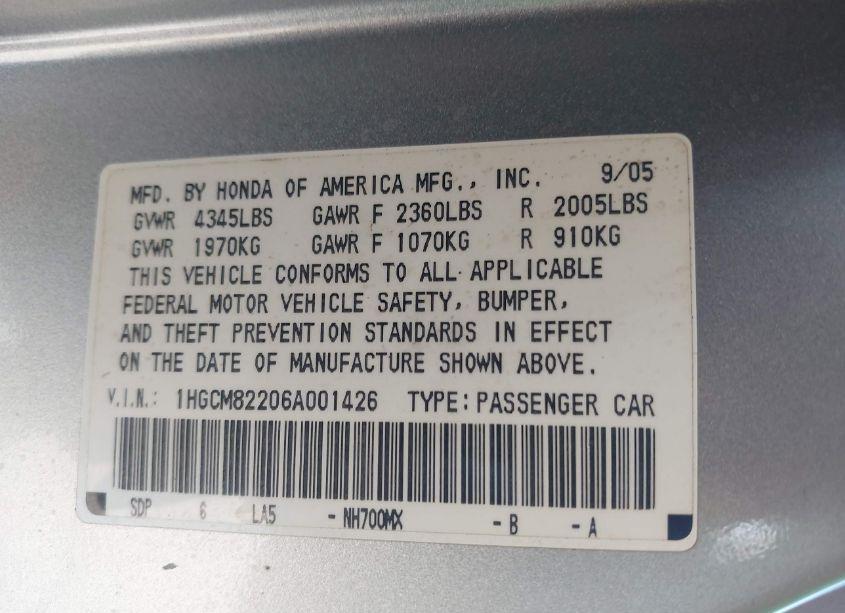 MFD. BY HONDA OF AMERICA MFG., INC. 9/05
GVWR 4345LBS GAWR F 2360LBS R 2005LBS
GVWR 1970KG GAWR F 1070KG R 910KG
THIS VEHICLE CONFORMS TO ALL APPLICABLE
FEDERAL MOTOR VEHICLE SAFETY, BUMPER,
AND THEFT PREVENTION STANDARDS IN EFFECT
ON THE DATE OF MANUFACTURE SHOWN ABOVE.
V.I.N.: 1HGCM82206A001426 TYPE: PASSENGER CAR
SDP 6 LA5 - NH700MX - B - A